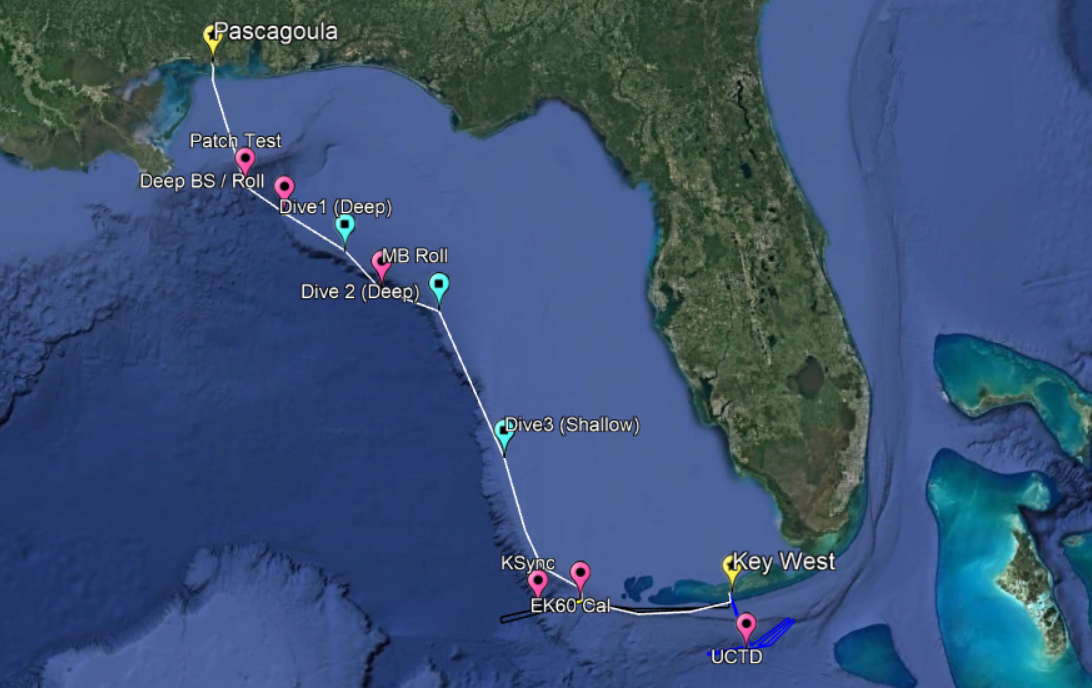 Pascagoula
Patch Test
Deep BS / Roll
Dive1 (Deep)
MB Roll
Dive 2 (Deep)
Dive3 (Shallow)
KSync
Key West
EK60 Cal
UCTD